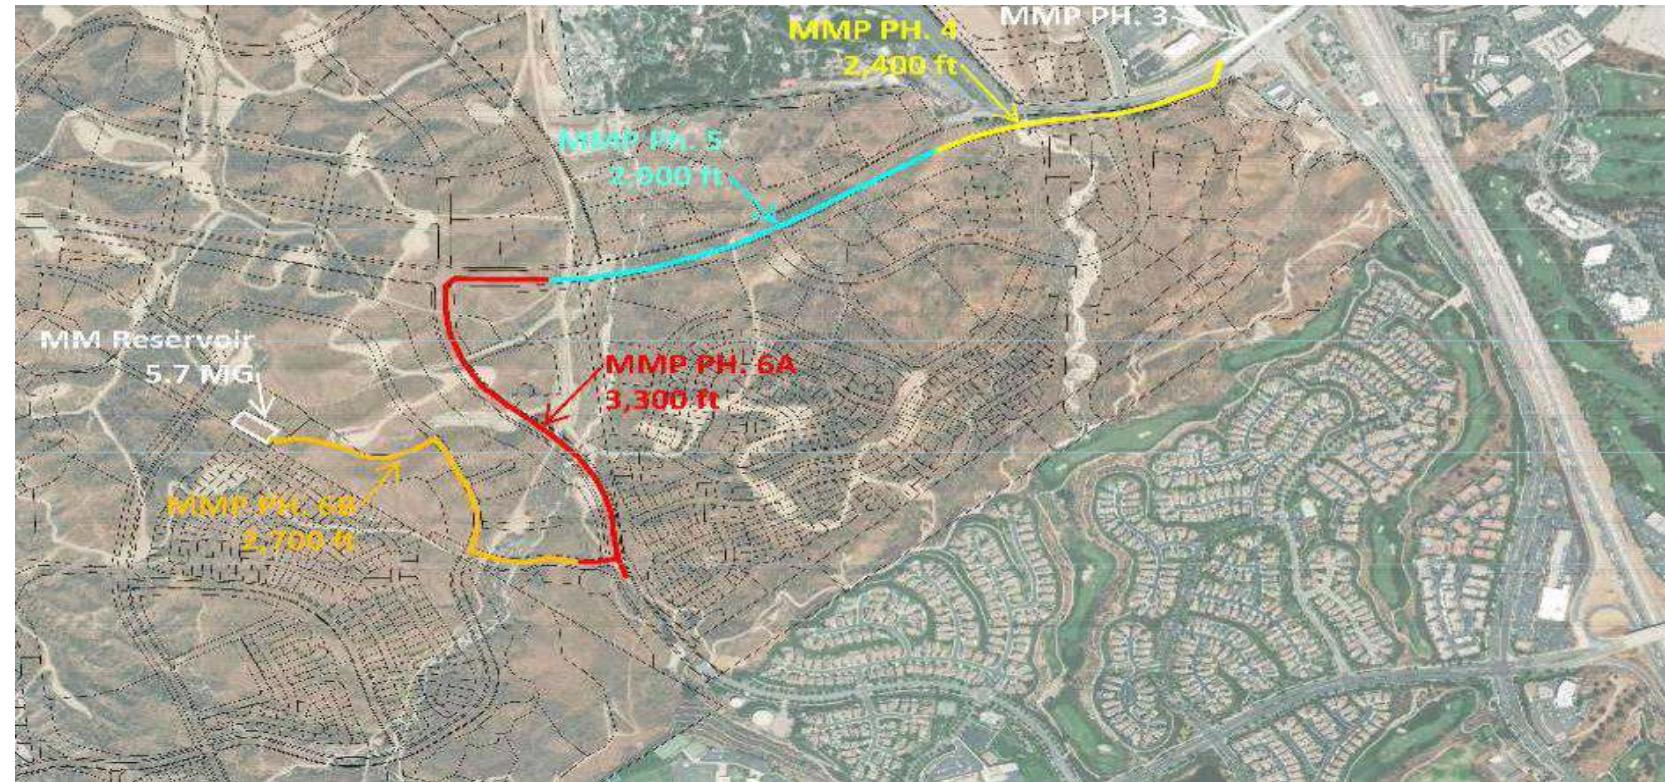 MMP PH. 3
MMP PH. 4
2,400 ft
MMP PH. 5
2,900 ft
MM Reservoir
5.7 MG
MMP PH. 6A
3,300 ft
MMP PH. 6B
2,700 ft